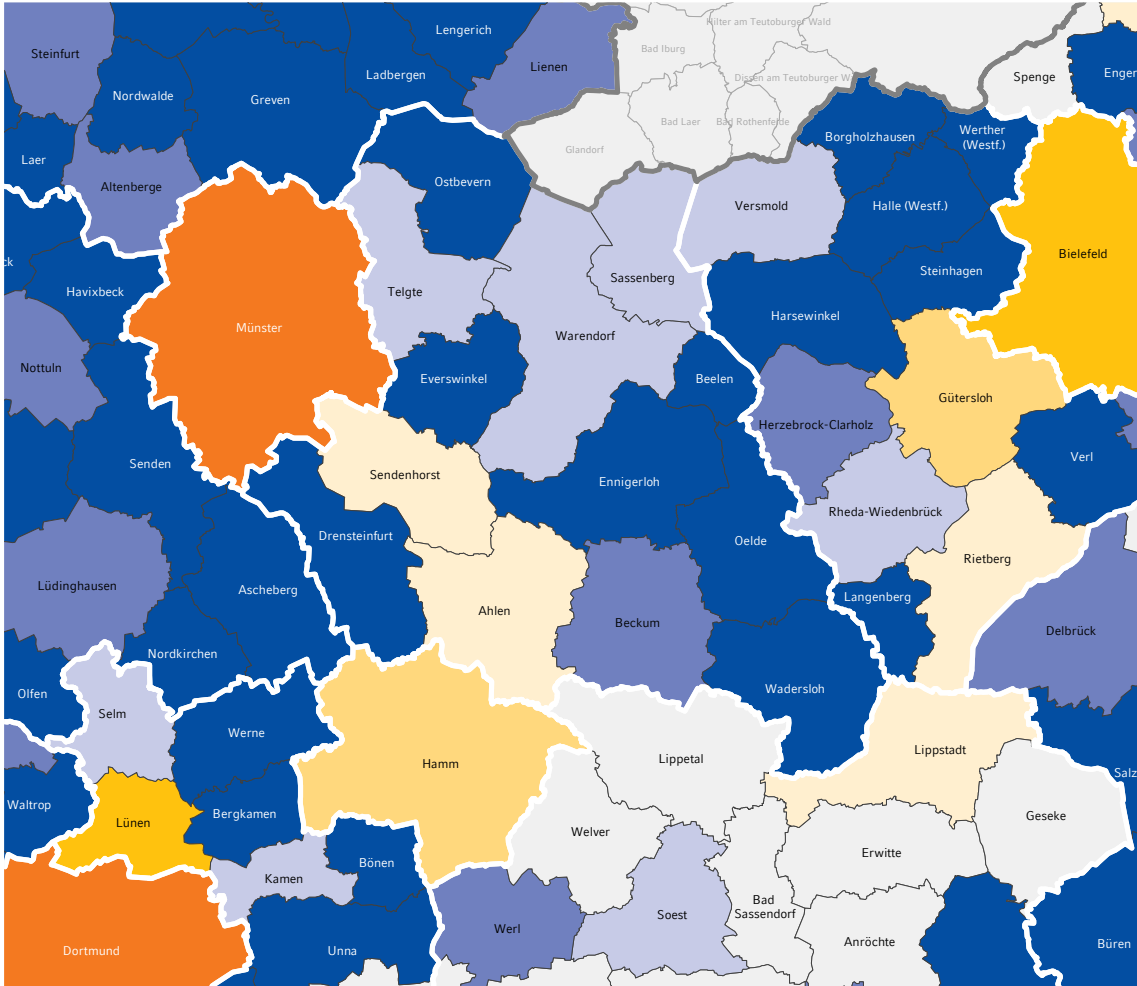 Hilter am Teutoburger Wald
Lengerich
Bad Iburg
Steinfurt
Lienen
Ladbergen
Dissen am Teutoburger W
Spenge
Enger
Nordwalde
Greven
Bad Laer
Bad Rothenfelde
Borgholzhausen
Werther
(Westf.)
Glandorf
Laer
Altenberge
Ostbevern
Versmold
Halle (Westf.)
Bielefeld
ck
Steinhagen
Sassenberg
Havixbeck
Telgte
Harsewinkel
Münster
Warendorf
Nottuln
Everswinkel
Beelen
Gütersloh
Herzebrock-Clarholz
Verl
Senden
Sendenhorst
Ennigerloh
Rheda-Wiedenbrück
Drensteinfurt
Oelde
Rietberg
Lüdinghausen
Ascheberg
Langenberg
Ahlen
Beckum
Delbrück
Nordkirchen
Olfen
Wadersloh
Selm
Werne
Lippstadt
Lippetal
Hamm
Salz
Waltrop
Bergkamen
Geseke
Lünen
Welver
Erwitte
Bönen
Kamen
Bad
Sassendorf
Soest
Werl
Anröchte
Büren
Dortmund
Unna